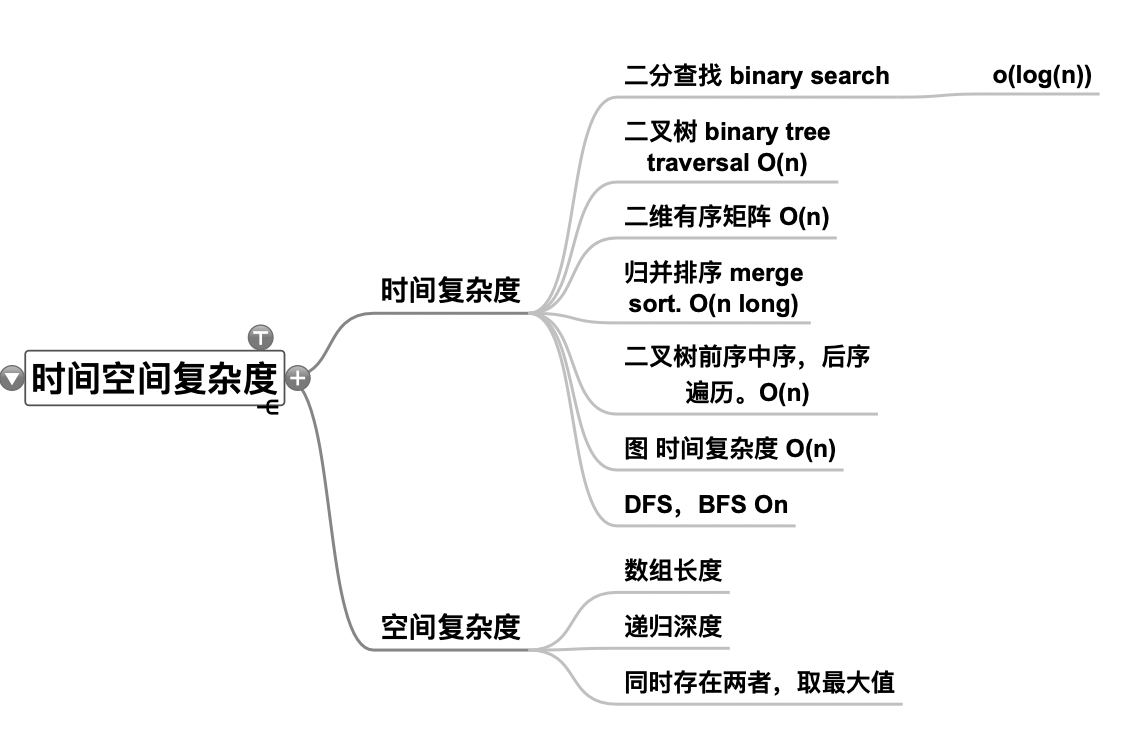 时间空间复杂度
时间复杂度
二分查找 binary search
o(log(n))
二叉树 binary tree
traversal O(n)
二维有序矩阵 O(n)
归并排序 merge
sort. O(n long)
二叉树前序中序，后序
遍历。O(n)
图 时间复杂度 O(n)
DFS，BFS On
空间复杂度
数组长度
递归深度
同时存在两者，取最大值